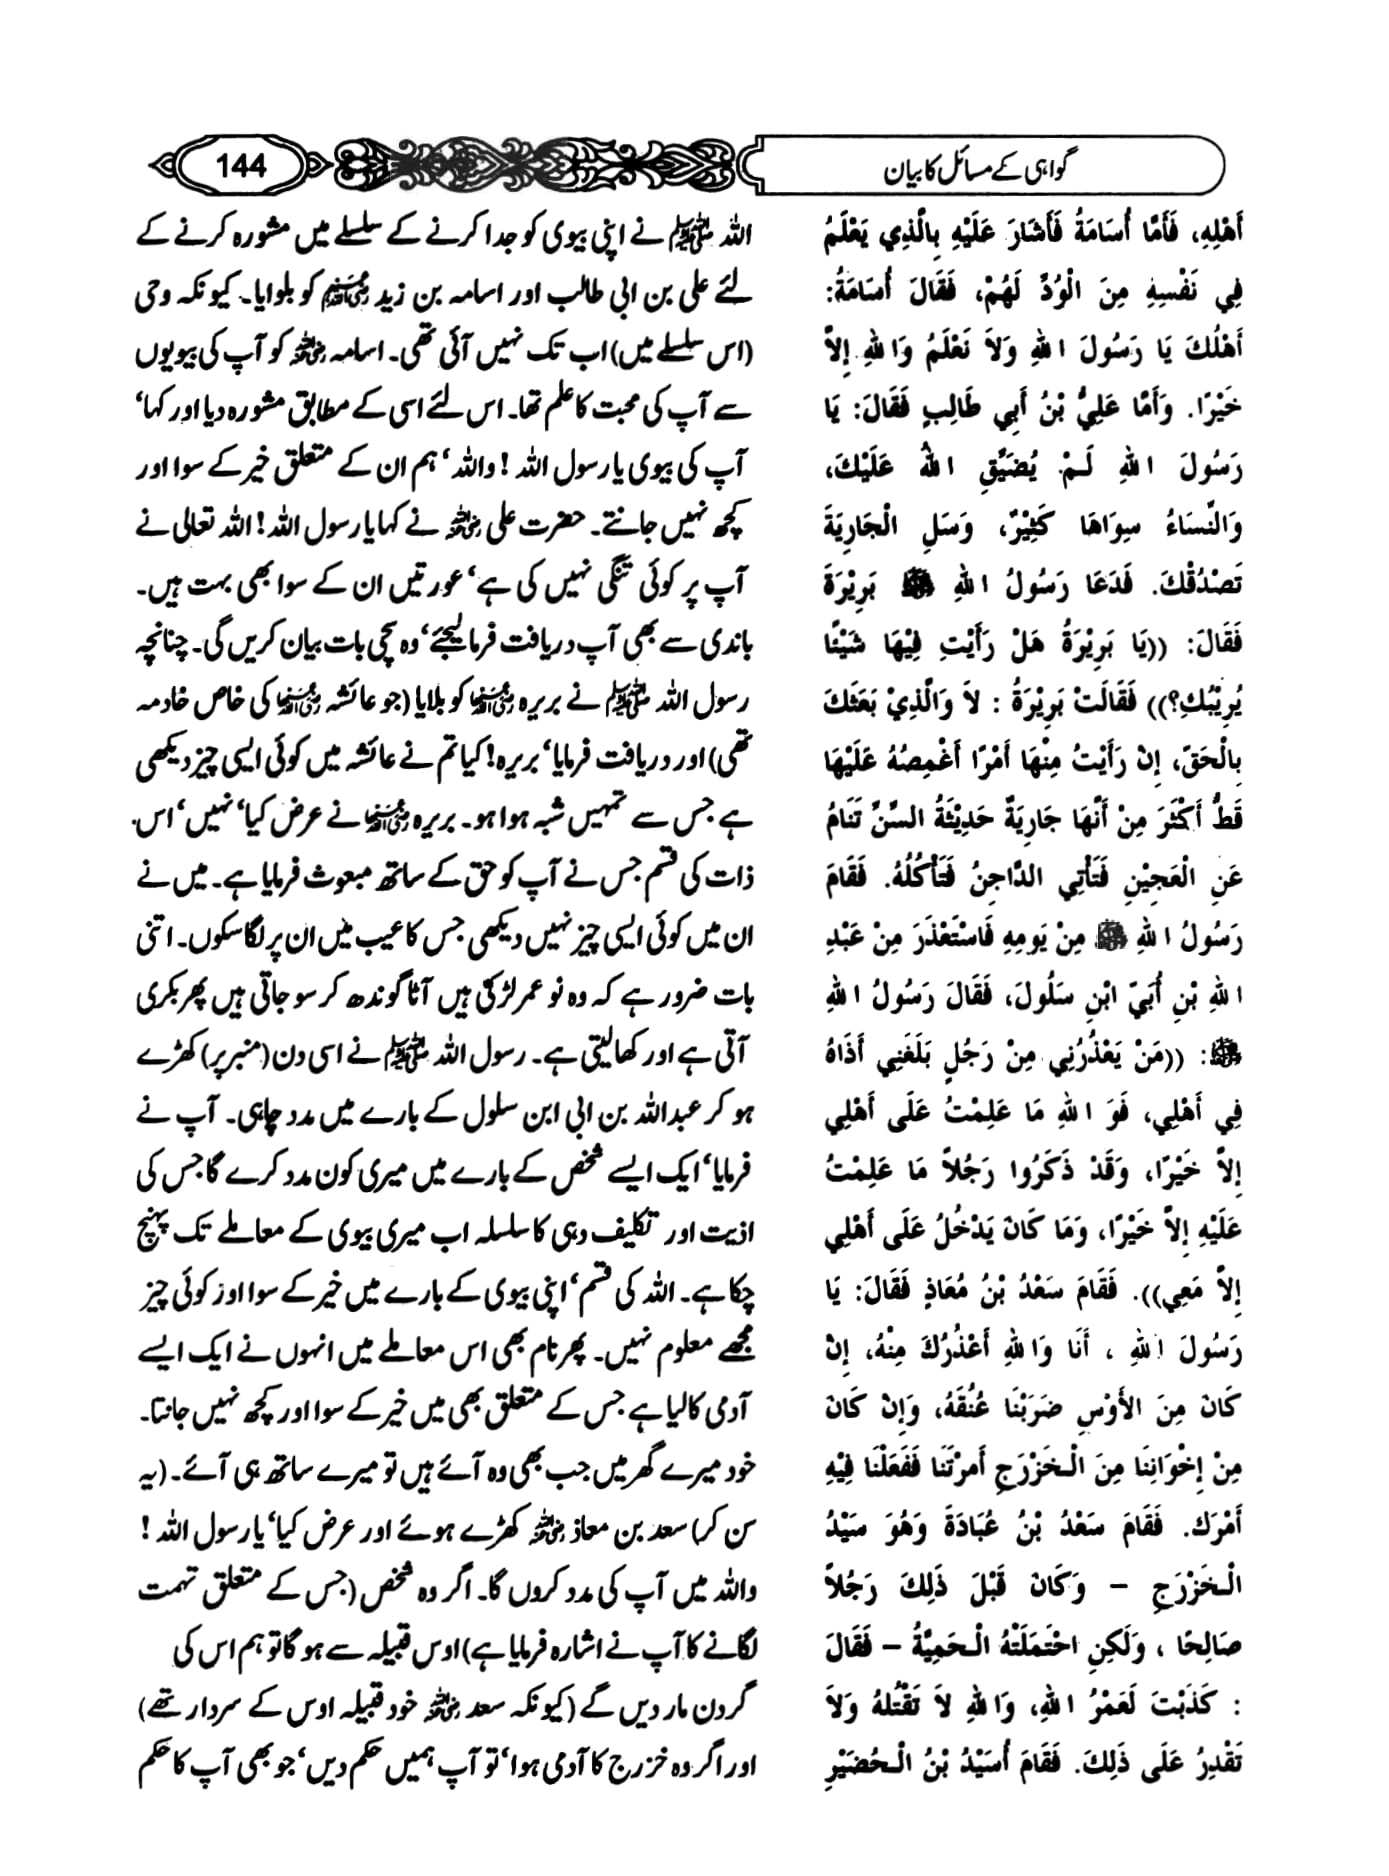 گواہی کے مسائل کا بیان
144
أَهْلِهِ، فَأَمَّا أُسَامَةُ فَأَشَارَ عَلَيْهِ بِالَّذِي يَعْلَمُ
فِي نَفْسِهِ مِنَ الْوُدِّ لَهُمْ، فَقَالَ أُسَامَةُ:
أَهْلُكَ يَا رَسُولَ اللهِ وَلاَ نَعْلَمُ وَاللهِ إِلاَّ
خَيْرًا. وَأَمَّا عَلِيُّ بْنُ أَبِي طَالِبٍ فَقَالَ: يَا
رَسُولَ اللهِ لَمْ يُضَيِّقِ اللهُ عَلَيْكَ،
وَالنِّسَاءُ سِوَاهَا كَثِيْرٌ، وَسَلِ الْجَارِيَةَ
تَصْدُقْكَ. فَدَعَا رَسُولُ اللهِ ﷺ بَرِيْرَةَ
فَقَالَ: ((يَا بَرِيْرَةُ هَلْ رَأَيْتِ فِيْهَا شَيْئًا
يُرِيْبُكِ؟)) فَقَالَتْ بَرِيْرَةُ : لاَ وَالَّذِيْ بَعَثَكَ
بِالْحَقِّ، إِنْ رَأَيْتُ مِنْهَا أَمْرًا أَغْمِصُهُ عَلَيْهَا
قَطُّ أَكْثَرَ مِنْ أَنَّهَا جَارِيَةٌ حَدِيْثَةُ السِّنِّ تَنَامُ
عَنِ الْعَجِيْنِ فَتَأْتِي الدَّاجِنُ فَتَأْكُلُهُ. فَقَامَ
رَسُولُ اللهِ ﷺ مِنْ يَومِهِ فَاسْتَعْذَرَ مِنْ عَبْدِ
اللهِ بْنِ أُبَيّ ابْنِ سَلُولَ، فَقَالَ رَسُولُ اللهِ
ﷺ: ((مَنْ يَعْذُرُنِي مِنْ رَجُلٍ بَلَغَنِي أَذَاهُ
فِي أَهْلِي، فَوَ اللهِ مَا عَلِمْتُ عَلَى أَهْلِي
إِلاَّ خَيْرًا، وَقَدْ ذَكَرُوا رَجُلاً مَا عَلِمْتُ
عَلَيْهِ إِلاَّ خَيْرًا، وَمَا كَانَ يَدْخُلُ عَلَى أَهْلِي
إِلاَّ مَعِي)). فَقَامَ سَعْدُ بْنُ مُعَاذٍ فَقَالَ: يَا
رَسُولَ اللهِ ، أَنَا وَاللهِ أَعْذُرُكَ مِنْهُ، إِنْ
كَانَ مِنَ الأَوْسِ ضَرَبْنَا عُنُقَهُ، وَإِنْ كَانَ
مِنْ إِخْوَانِنَا مِنَ الْخَزْرَجِ أَمرْتَنَا فَفَعَلْنَا فِيْهِ
أَمْرَكَ. فَقَامَ سَعْدُ بْنُ عُبَادَةَ وَهُوَ سَيِّدُ
الْخَزْرَجِ – وَكَانَ قَبْلَ ذَلِكَ رَجُلاً
صَالِحًا ، وَلَكِنِ احْتَمَلَتْهُ الْحَمِيَّةُ – فَقَالَ
: كَذَبْتَ لَعَمْرُ اللهِ، وَاللهِ لاَ تَقْتُلهُ وَلاَ
تَقْدِرُ عَلَى ذَلِكَ. فَقَامَ أُسَيْدُ بْنُ الْحُضَيْرِ
اللہ ﷺ نے اپنی بیوی کو جدا کرنے کے سلسلے میں مشورہ کرنے کے
لئے علی بن ابی طالب اور اسامہ بن زید رضی اللہ عنہم کو بلوایا۔ کیونکہ وحی
(اس سلسلے میں) اب تک نہیں آئی تھی۔ اسامہ رضی اللہ عنہ کو آپ کی بیویوں
سے آپ کی محبت کا علم تھا۔ اس لئے اسی کے مطابق مشورہ دیا اور کہا‘
آپ کی بیوی یا رسول اللہ ! واللہ‘ ہم ان کے متعلق خیر کے سوا اور
کچھ نہیں جانتے۔ حضرت علی رضی اللہ عنہ نے کہا یا رسول اللہ! اللہ تعالیٰ نے
آپ پر کوئی تنگی نہیں کی ہے‘ عورتیں ان کے سوا بھی بہت ہیں۔
باندی سے بھی آپ دریافت فرما لیجئے‘ وہ سچی بات بیان کریں گی۔ چنانچہ
رسول اللہ ﷺ نے بریرہ رضی اللہ عنہا کو بلایا (جو عائشہ رضی اللہ عنہا کی خاص خادمہ
تھی) اور دریافت فرمایا‘ بریرہ! کیا تم نے عائشہ میں کوئی ایسی چیز دیکھی
ہے جس سے تمہیں شبہ ہوا ہو۔ بریرہ رضی اللہ عنہا نے عرض کیا‘ نہیں‘ اس
ذات کی قسم جس نے آپ کو حق کے ساتھ مبعوث فرمایا ہے۔ میں نے
ان میں کوئی ایسی چیز نہیں دیکھی جس کا عیب میں ان پر لگا سکوں۔ اتنی
بات ضرور ہے کہ وہ نو عمر لڑکی ہیں آٹا گوندھ کر سو جاتی ہیں پھر بکری
آتی ہے اور کھا لیتی ہے۔ رسول اللہ ﷺ نے اسی دن (منبر پر) کھڑے
ہو کر عبداللہ بن ابی ابن سلول کے بارے میں مدد چاہی۔ آپ نے
فرمایا‘ ایک ایسے شخص کے بارے میں میری کون مدد کرے گا جس کی
اذیت اور تکلیف دہی کا سلسلہ اب میری بیوی کے معاملے تک پہنچ
چکا ہے۔ اللہ کی قسم‘ اپنی بیوی کے بارے میں خیر کے سوا اور کوئی چیز
مجھے معلوم نہیں۔ پھر نام بھی اس معاملے میں انہوں نے ایک ایسے
آدمی کا لیا ہے جس کے متعلق بھی میں خیر کے سوا اور کچھ نہیں جانتا۔
خود میرے گھر میں جب بھی وہ آئے ہیں تو میرے ساتھ ہی آئے۔ (یہ
سن کر) سعد بن معاذ رضی اللہ عنہ کھڑے ہوئے اور عرض کیا‘ یا رسول اللہ !
واللہ میں آپ کی مدد کروں گا۔ اگر وہ شخص (جس کے متعلق تہمت
لگانے کا آپ نے اشارہ فرمایا ہے) اوس قبیلہ سے ہو گا تو ہم اس کی
گردن مار دیں گے (کیونکہ سعد رضی اللہ عنہ خود قبیلہ اوس کے سردار تھے)
اور اگر وہ خزرج کا آدمی ہوا‘ تو آپ ہمیں حکم دیں‘ جو بھی آپ کا حکم